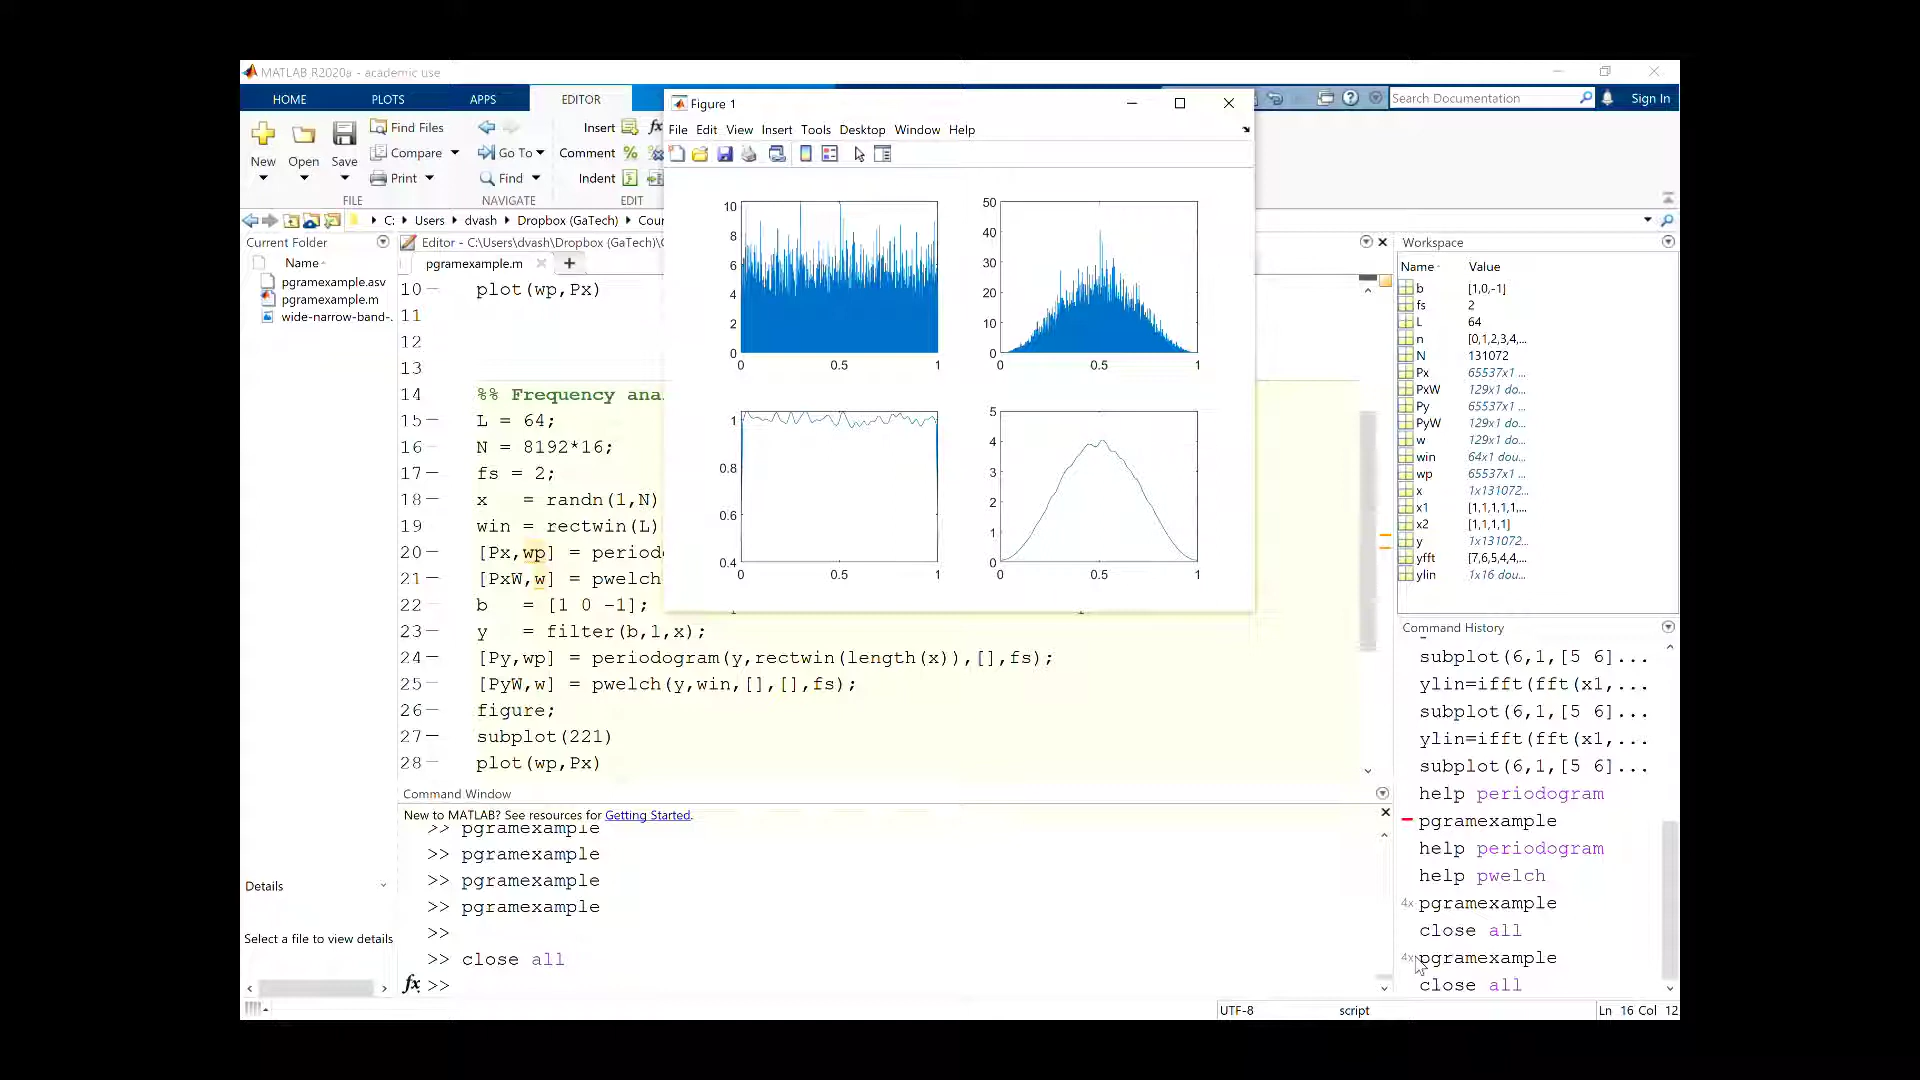 MATLAB R2020a - academic use
HOME PLOTS APPS EDITOR
Search Documentation Sign In
Figure 1
File Edit View Insert Tools Desktop Window Help
New Open Save
Find Files
Compare
Print
FILE
Go To
Find
NAVIGATE
Insert fx
Comment
Indent
EDIT
C: Users dvash Dropbox (GaTech) Cour
Current Folder
Name
pgramexample.asv
pgramexample.m
wide-narrow-band-.
Details
Select a file to view details
Editor - C:\Users\dvash\Dropbox (GaTech)\C
pgramexample.m
10 plot(wp,Px)
11
12
13
14 %% Frequency ana
15 L = 64;
16 N = 8192*16;
17 fs = 2;
18 x = randn(1,N)
19 win = rectwin(L)
20 [Px,wp] = period
21 [PxW,w] = pwelch
22 b = [1 0 -1];
23 y = filter(b,1,x);
24 [Py,wp] = periodogram(y,rectwin(length(x)),[],fs);
25 [PyW,w] = pwelch(y,win,[],[],fs);
26 figure;
27 subplot(221)
28 plot(wp,Px)
10
8
6
4
2
0
0 0.5 1
50
40
30
20
10
0
0 0.5 1
1
0.8
0.6
0.4
0 0.5 1
5
4
3
2
1
0
0 0.5 1
Command Window
New to MATLAB? See resources for Getting Started.
>> pgramexample
>> pgramexample
>> pgramexample
>> pgramexample
>>
>> close all
fx >>
Workspace
Name Value
b [1,0,-1]
fs 2
L 64
n [0,1,2,3,4,...
N 131072
Px 65537x1 ...
PxW 129x1 do...
Py 65537x1 ...
PyW 129x1 do...
w 129x1 do...
win 64x1 dou...
wp 65537x1 ...
x 1x131072...
x1 [1,1,1,1,1,...
x2 [1,1,1,1]
y 1x131072...
yfft [7,6,5,4,4,...
ylin 1x16 dou...
Command History
subplot(6,1,[5 6]...
ylin=ifft(fft(x1,...
subplot(6,1,[5 6]...
ylin=ifft(fft(x1,...
subplot(6,1,[5 6]...
help periodogram
pgramexample
help periodogram
help pwelch
4x pgramexample
close all
4x pgramexample
close all
UTF-8 script Ln 16 Col 12